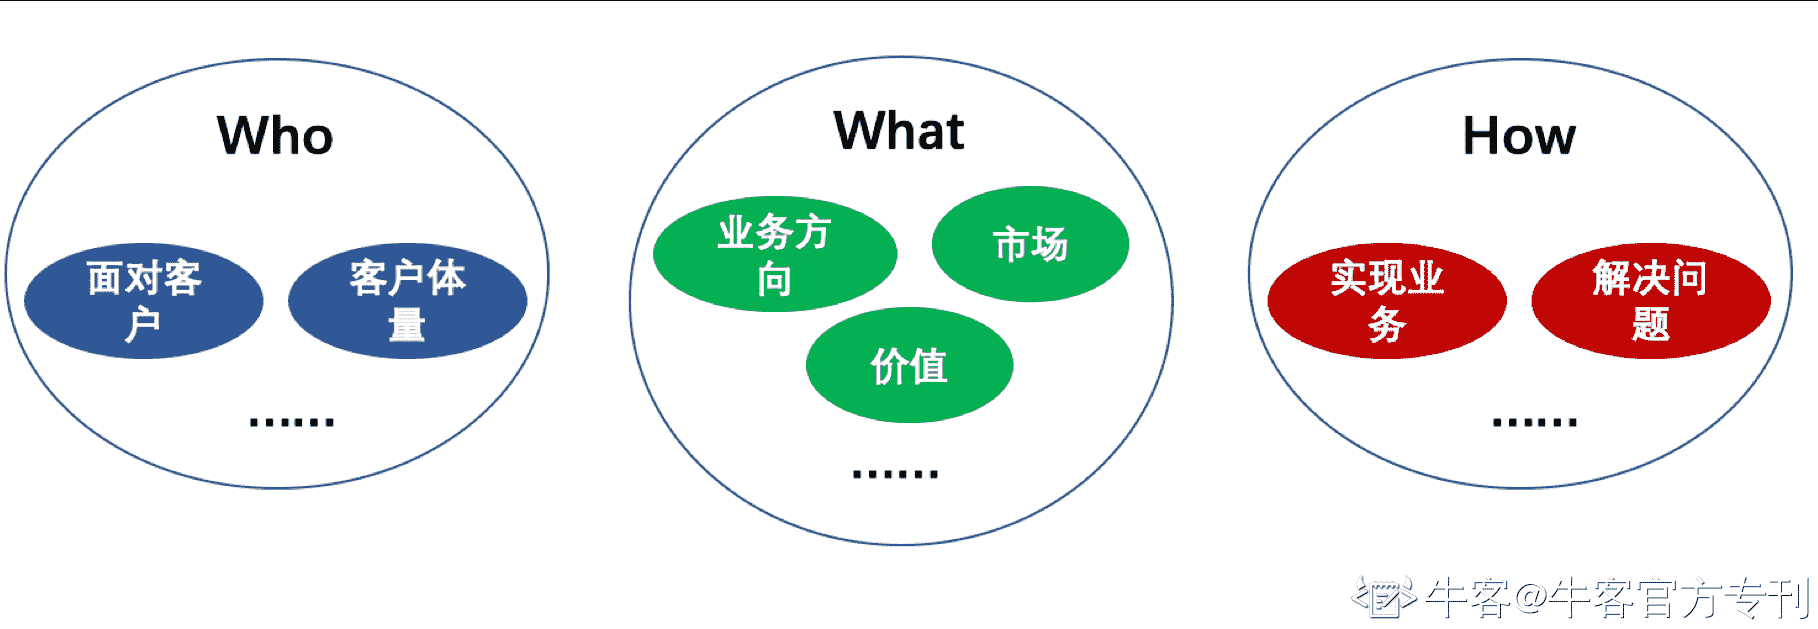 Who
面对客
户
客户体
量
……
What
业务方
向
市场
价值
……
How
实现业
务
解决问
题
……
牛客@牛客官方专刊